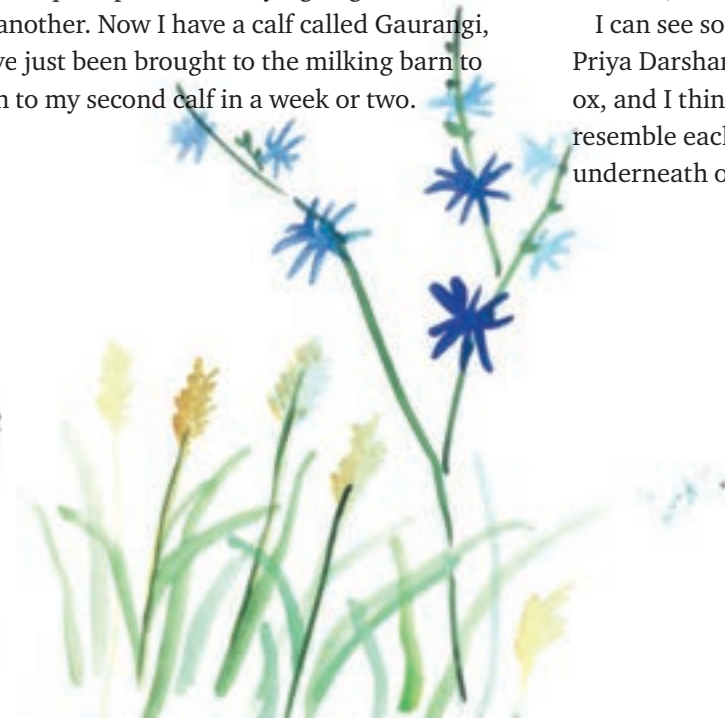 another. Now I have a calf called Gaurangi,
ve just been brought to the milking barn to
n to my second calf in a week or two.
I can see so
Priya Darshan
ox, and I thin
resemble each
underneath o